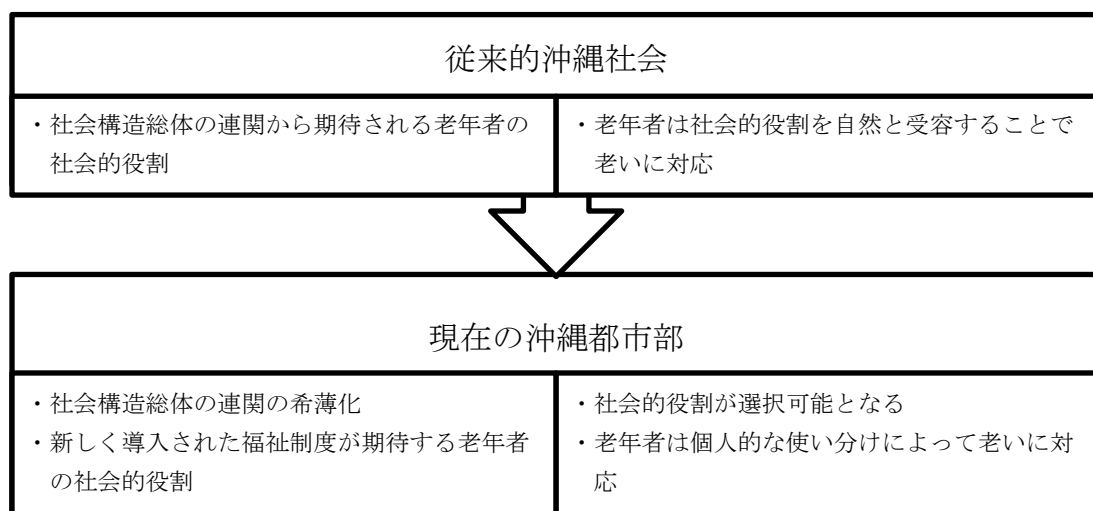 従来的沖縄社会
・社会構造総体の連関から期待される老年者の
社会的役割
・老年者は社会的役割を自然と受容することで
老いに対応
現在の沖縄都市部
・社会構造総体の連関の希薄化
・新しく導入された福祉制度が期待する老年者
の社会的役割
・社会的役割が選択可能となる
・老年者は個人的な使い分けによって老いに対
応